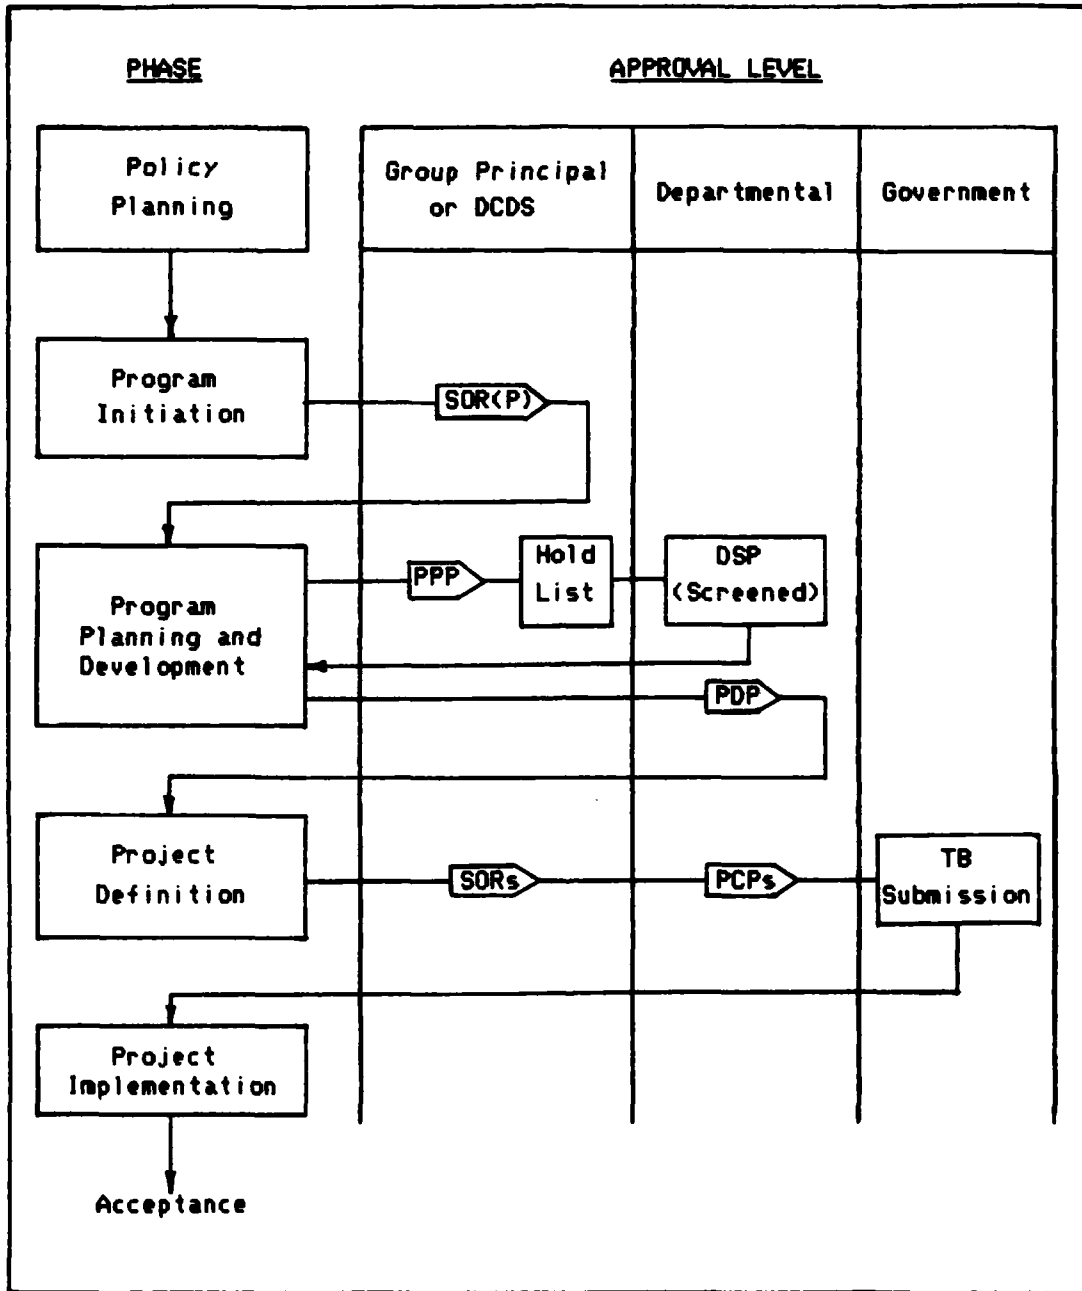 PHASE
APPROVAL LEVEL
Policy
Planning
Group Principal
or DCDS
Departmental
Government
Program
Initiation
SOR(P)
Program
Planning and
Development
PPP
Hold
List
DSP
(Screened)
PDP
Project
Definition
SORs
PCPs
TB
Submission
Project
Implementation
Acceptance